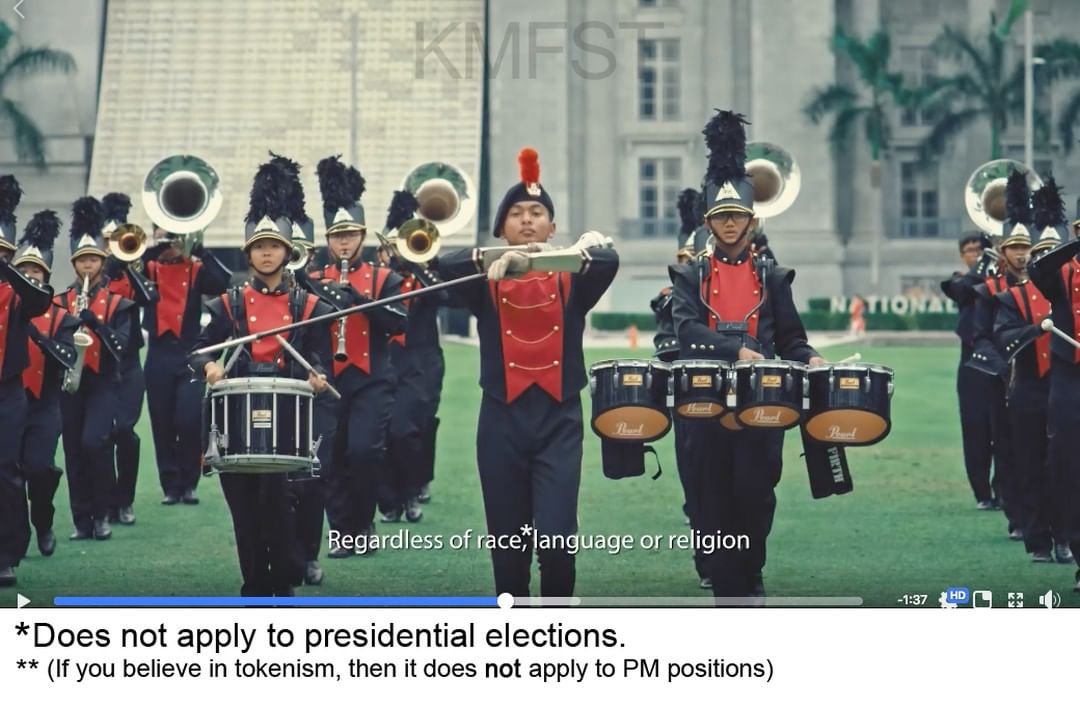 KMFST
NATIONAL
Pearl
Pearl
Pearl
Pearl
FIRTH
Regardless of race,*language or religion
-1:37
HD
*Does not apply to presidential elections.
** (If you believe in tokenism, then it does not apply to PM positions)